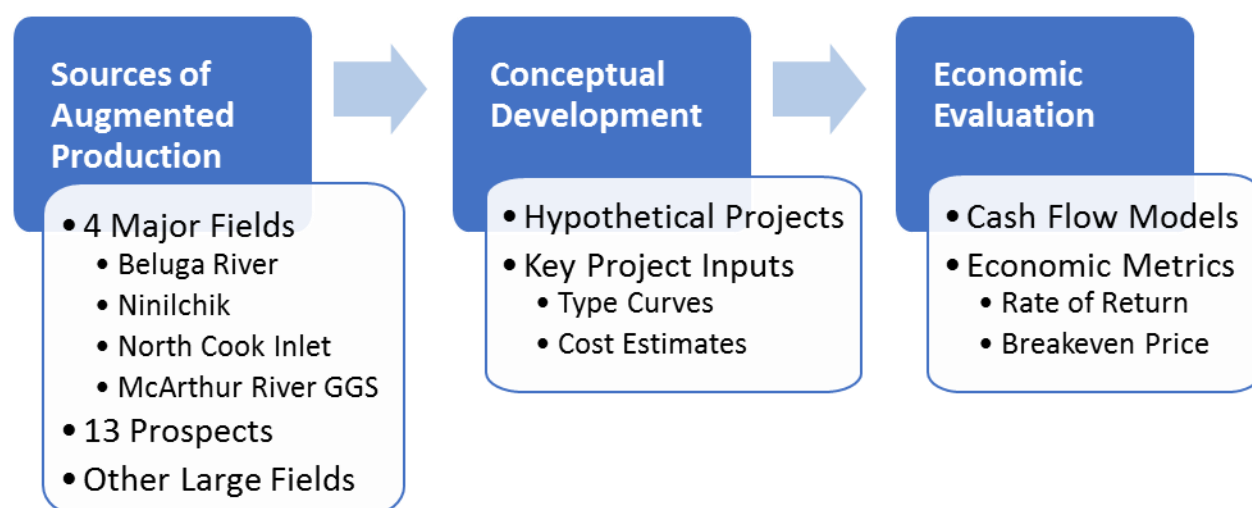 Sources of
Augmented
Production
• 4 Major Fields
• Beluga River
• Ninilchik
• North Cook Inlet
• McArthur River GGS
• 13 Prospects
• Other Large Fields
Conceptual
Development
• Hypothetical Projects
• Key Project Inputs
• Type Curves
• Cost Estimates
Economic
Evaluation
• Cash Flow Models
• Economic Metrics
• Rate of Return
• Breakeven Price